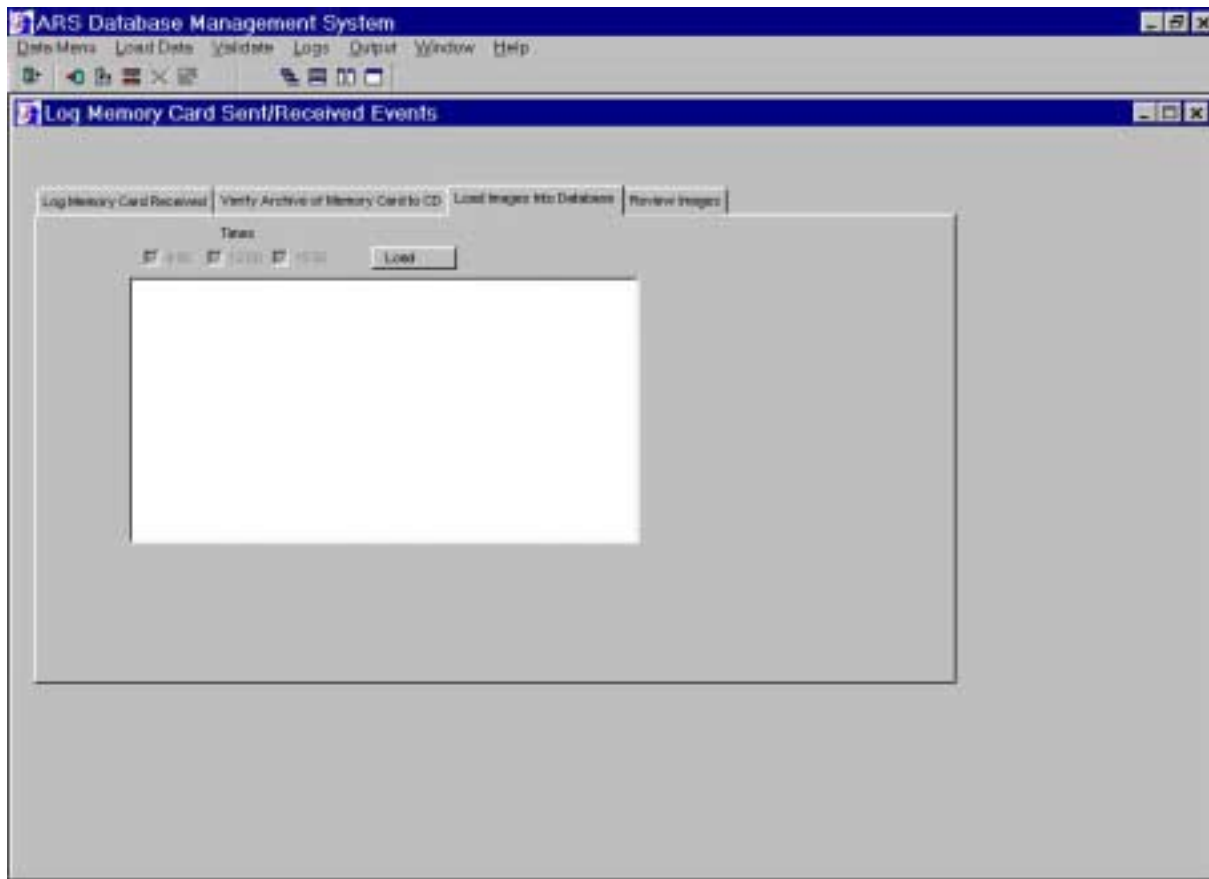 ARS Database Management System
Data Menu Load Data Validate Logs Output Window Help
Log Memory Card Sent/Received Events
Log Memory Card Received Verify Archive of Memory Card to CD Load Images Into Database Review Images
Times
Load